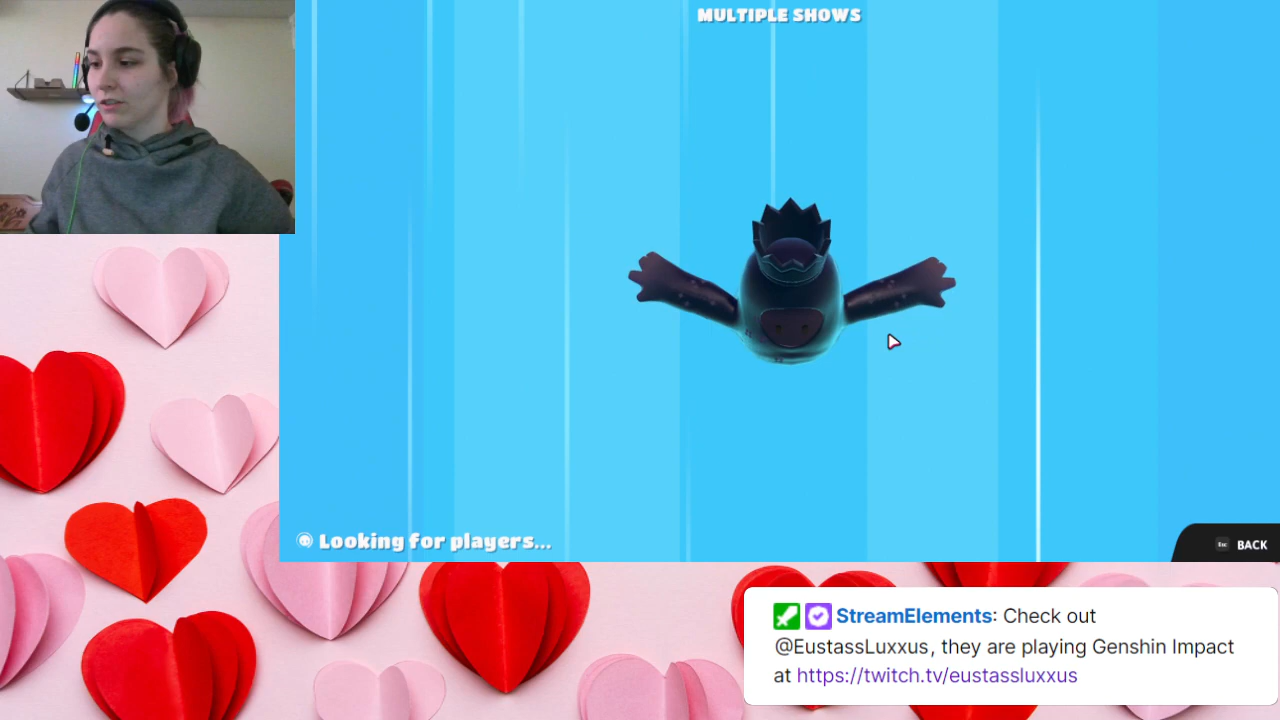 MULTIPLE SHOWS
Looking for players...
Esc BACK
StreamElements: Check out
@EustassLuxxus, they are playing Genshin Impact
at https://twitch.tv/eustassluxxus